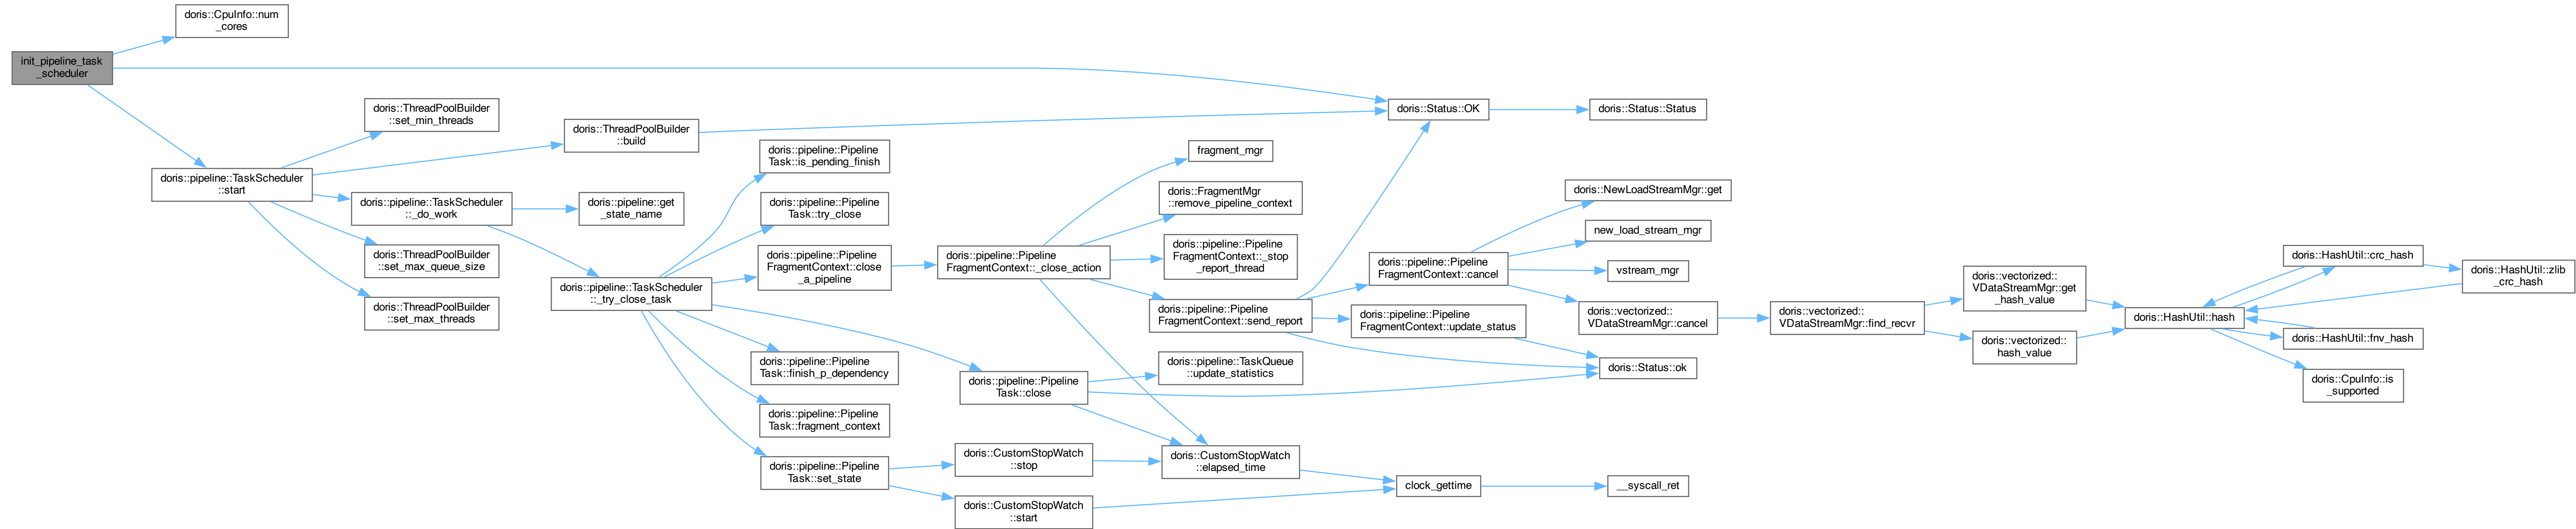 doris::CpuInfo::num
_cores
init_pipeline_task
_scheduler
doris::pipeline::TaskScheduler
::start
doris::ThreadPoolBuilder
::set_min_threads
doris::ThreadPoolBuilder
::build
doris::pipeline::TaskScheduler
::_do_work
doris::ThreadPoolBuilder
::set_max_queue_size
doris::ThreadPoolBuilder
::set_max_threads
doris::pipeline::get
_state_name
doris::pipeline::TaskScheduler
::_try_close_task
doris::pipeline::Pipeline
Task::is_pending_finish
doris::pipeline::Pipeline
Task::try_close
doris::pipeline::Pipeline
FragmentContext::close
_a_pipeline
doris::pipeline::Pipeline
Task::finish_p_dependency
doris::pipeline::Pipeline
Task::fragment_context
doris::pipeline::Pipeline
Task::set_state
doris::pipeline::Pipeline
FragmentContext::_close_action
doris::pipeline::Pipeline
Task::close
doris::CustomStopWatch
::stop
doris::CustomStopWatch
::start
fragment_mgr
doris::FragmentMgr
::remove_pipeline_context
doris::pipeline::Pipeline
FragmentContext::_stop
_report_thread
doris::pipeline::Pipeline
FragmentContext::send_report
doris::pipeline::TaskQueue
::update_statistics
doris::CustomStopWatch
::elapsed_time
doris::Status::OK
doris::Status::Status
doris::pipeline::Pipeline
FragmentContext::cancel
doris::pipeline::Pipeline
FragmentContext::update_status
clock_gettime
doris::NewLoadStreamMgr::get
new_load_stream_mgr
vstream_mgr
doris::vectorized::
VDataStreamMgr::cancel
doris::Status::ok
__syscall_ret
doris::vectorized::
VDataStreamMgr::find_recvr
doris::vectorized::
VDataStreamMgr::get
_hash_value
doris::vectorized::
hash_value
doris::HashUtil::hash
doris::HashUtil::crc_hash
doris::HashUtil::zlib
_crc_hash
doris::HashUtil::fnv_hash
doris::CpuInfo::is
_supported